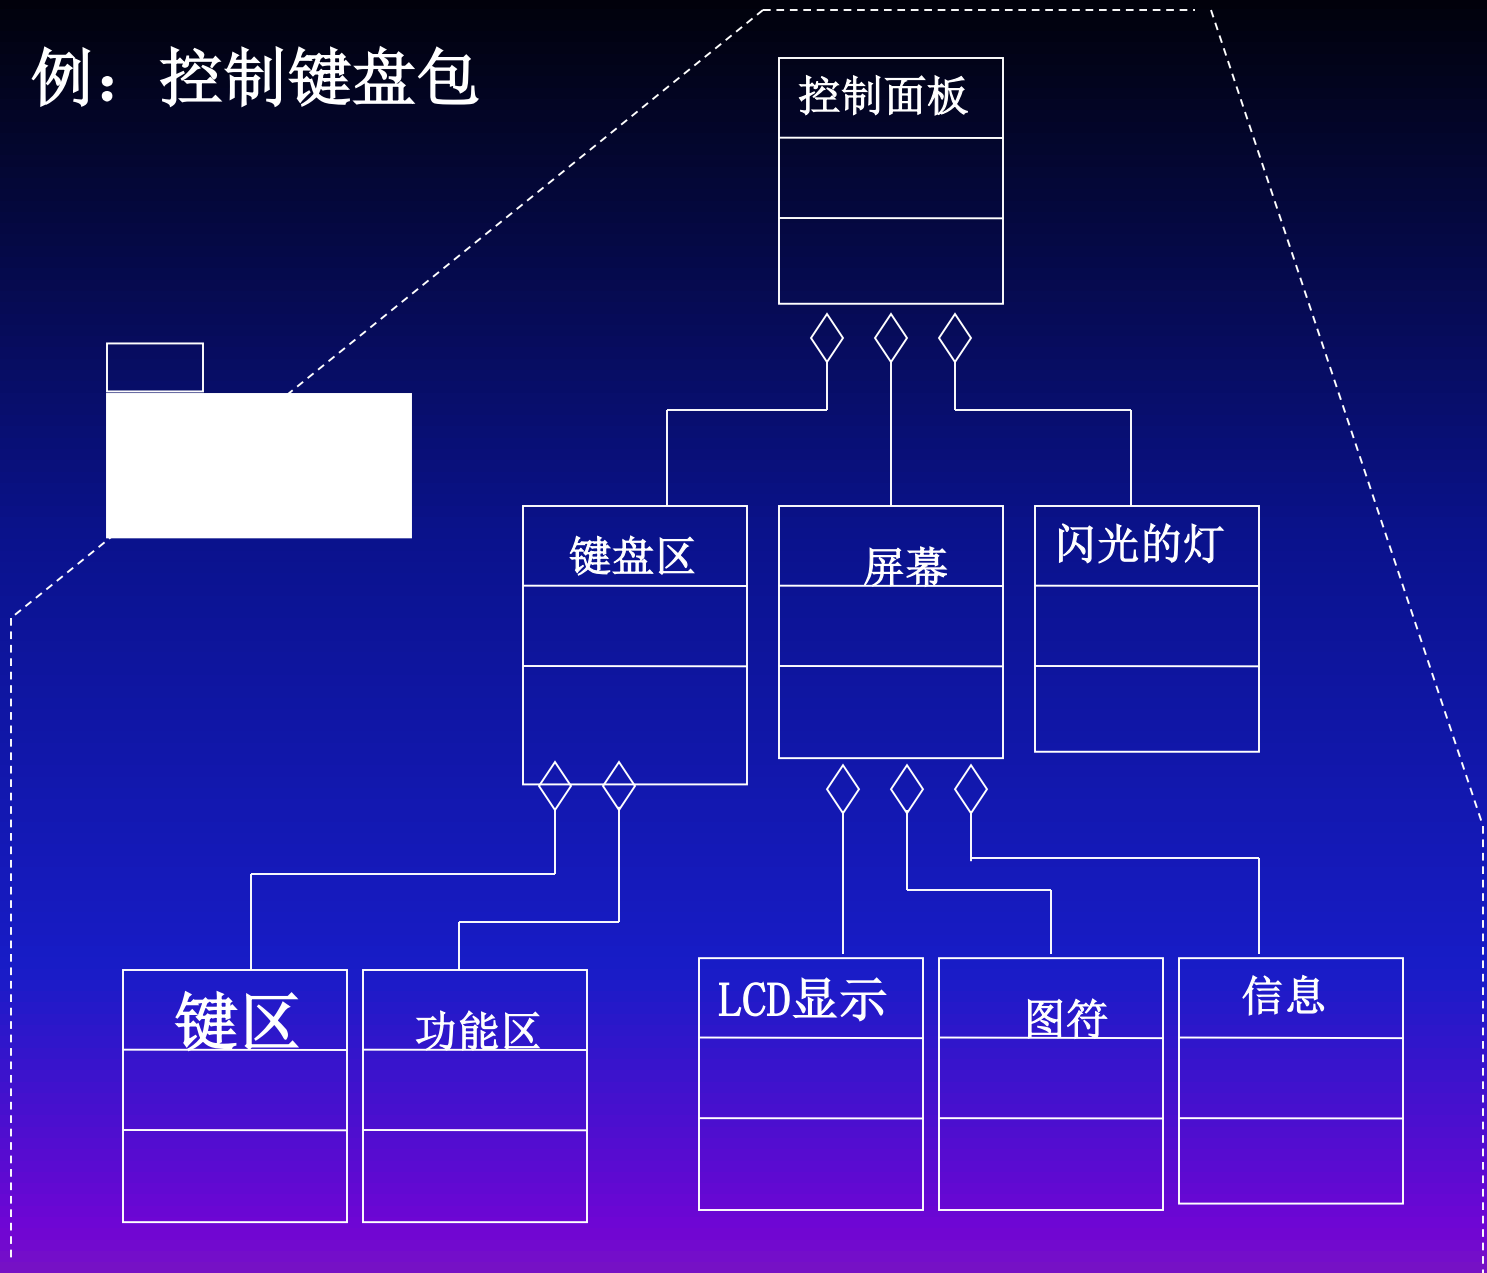 例：控制键盘包
控制面板
键盘区
屏幕
闪光的灯
键区
功能区
LCD显示
图符
信息